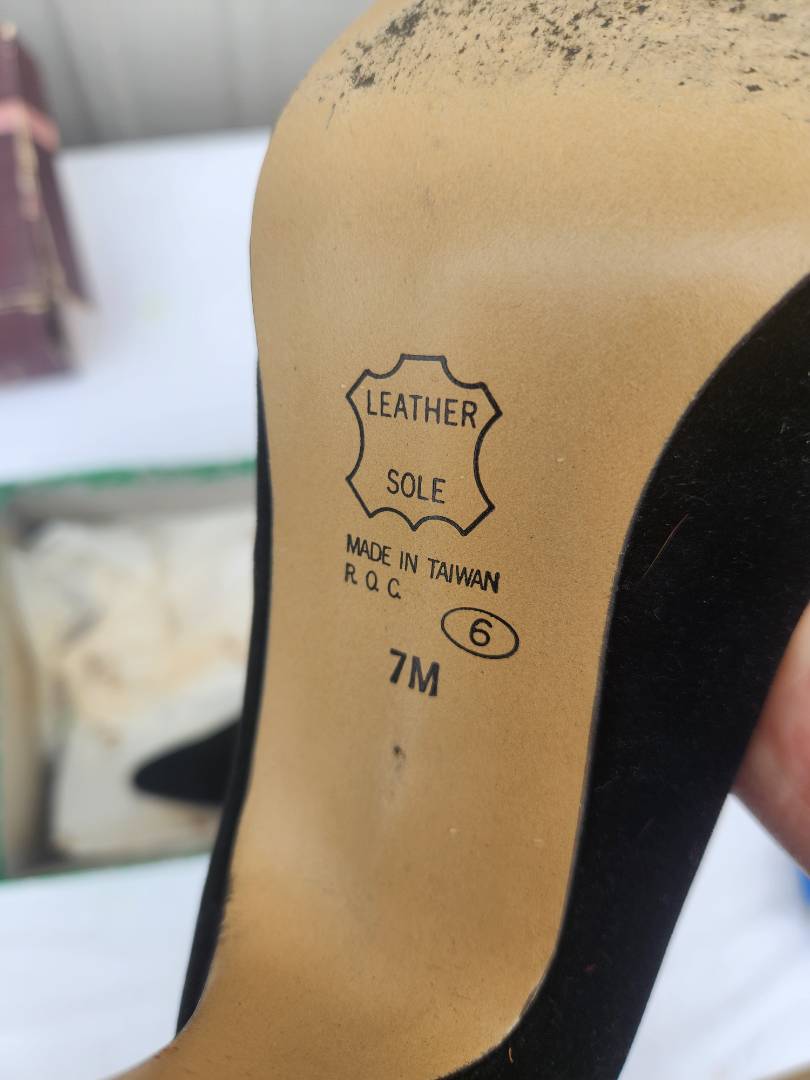 LEATHER
SOLE
MADE IN TAIWAN
R. O. C.
6
7M